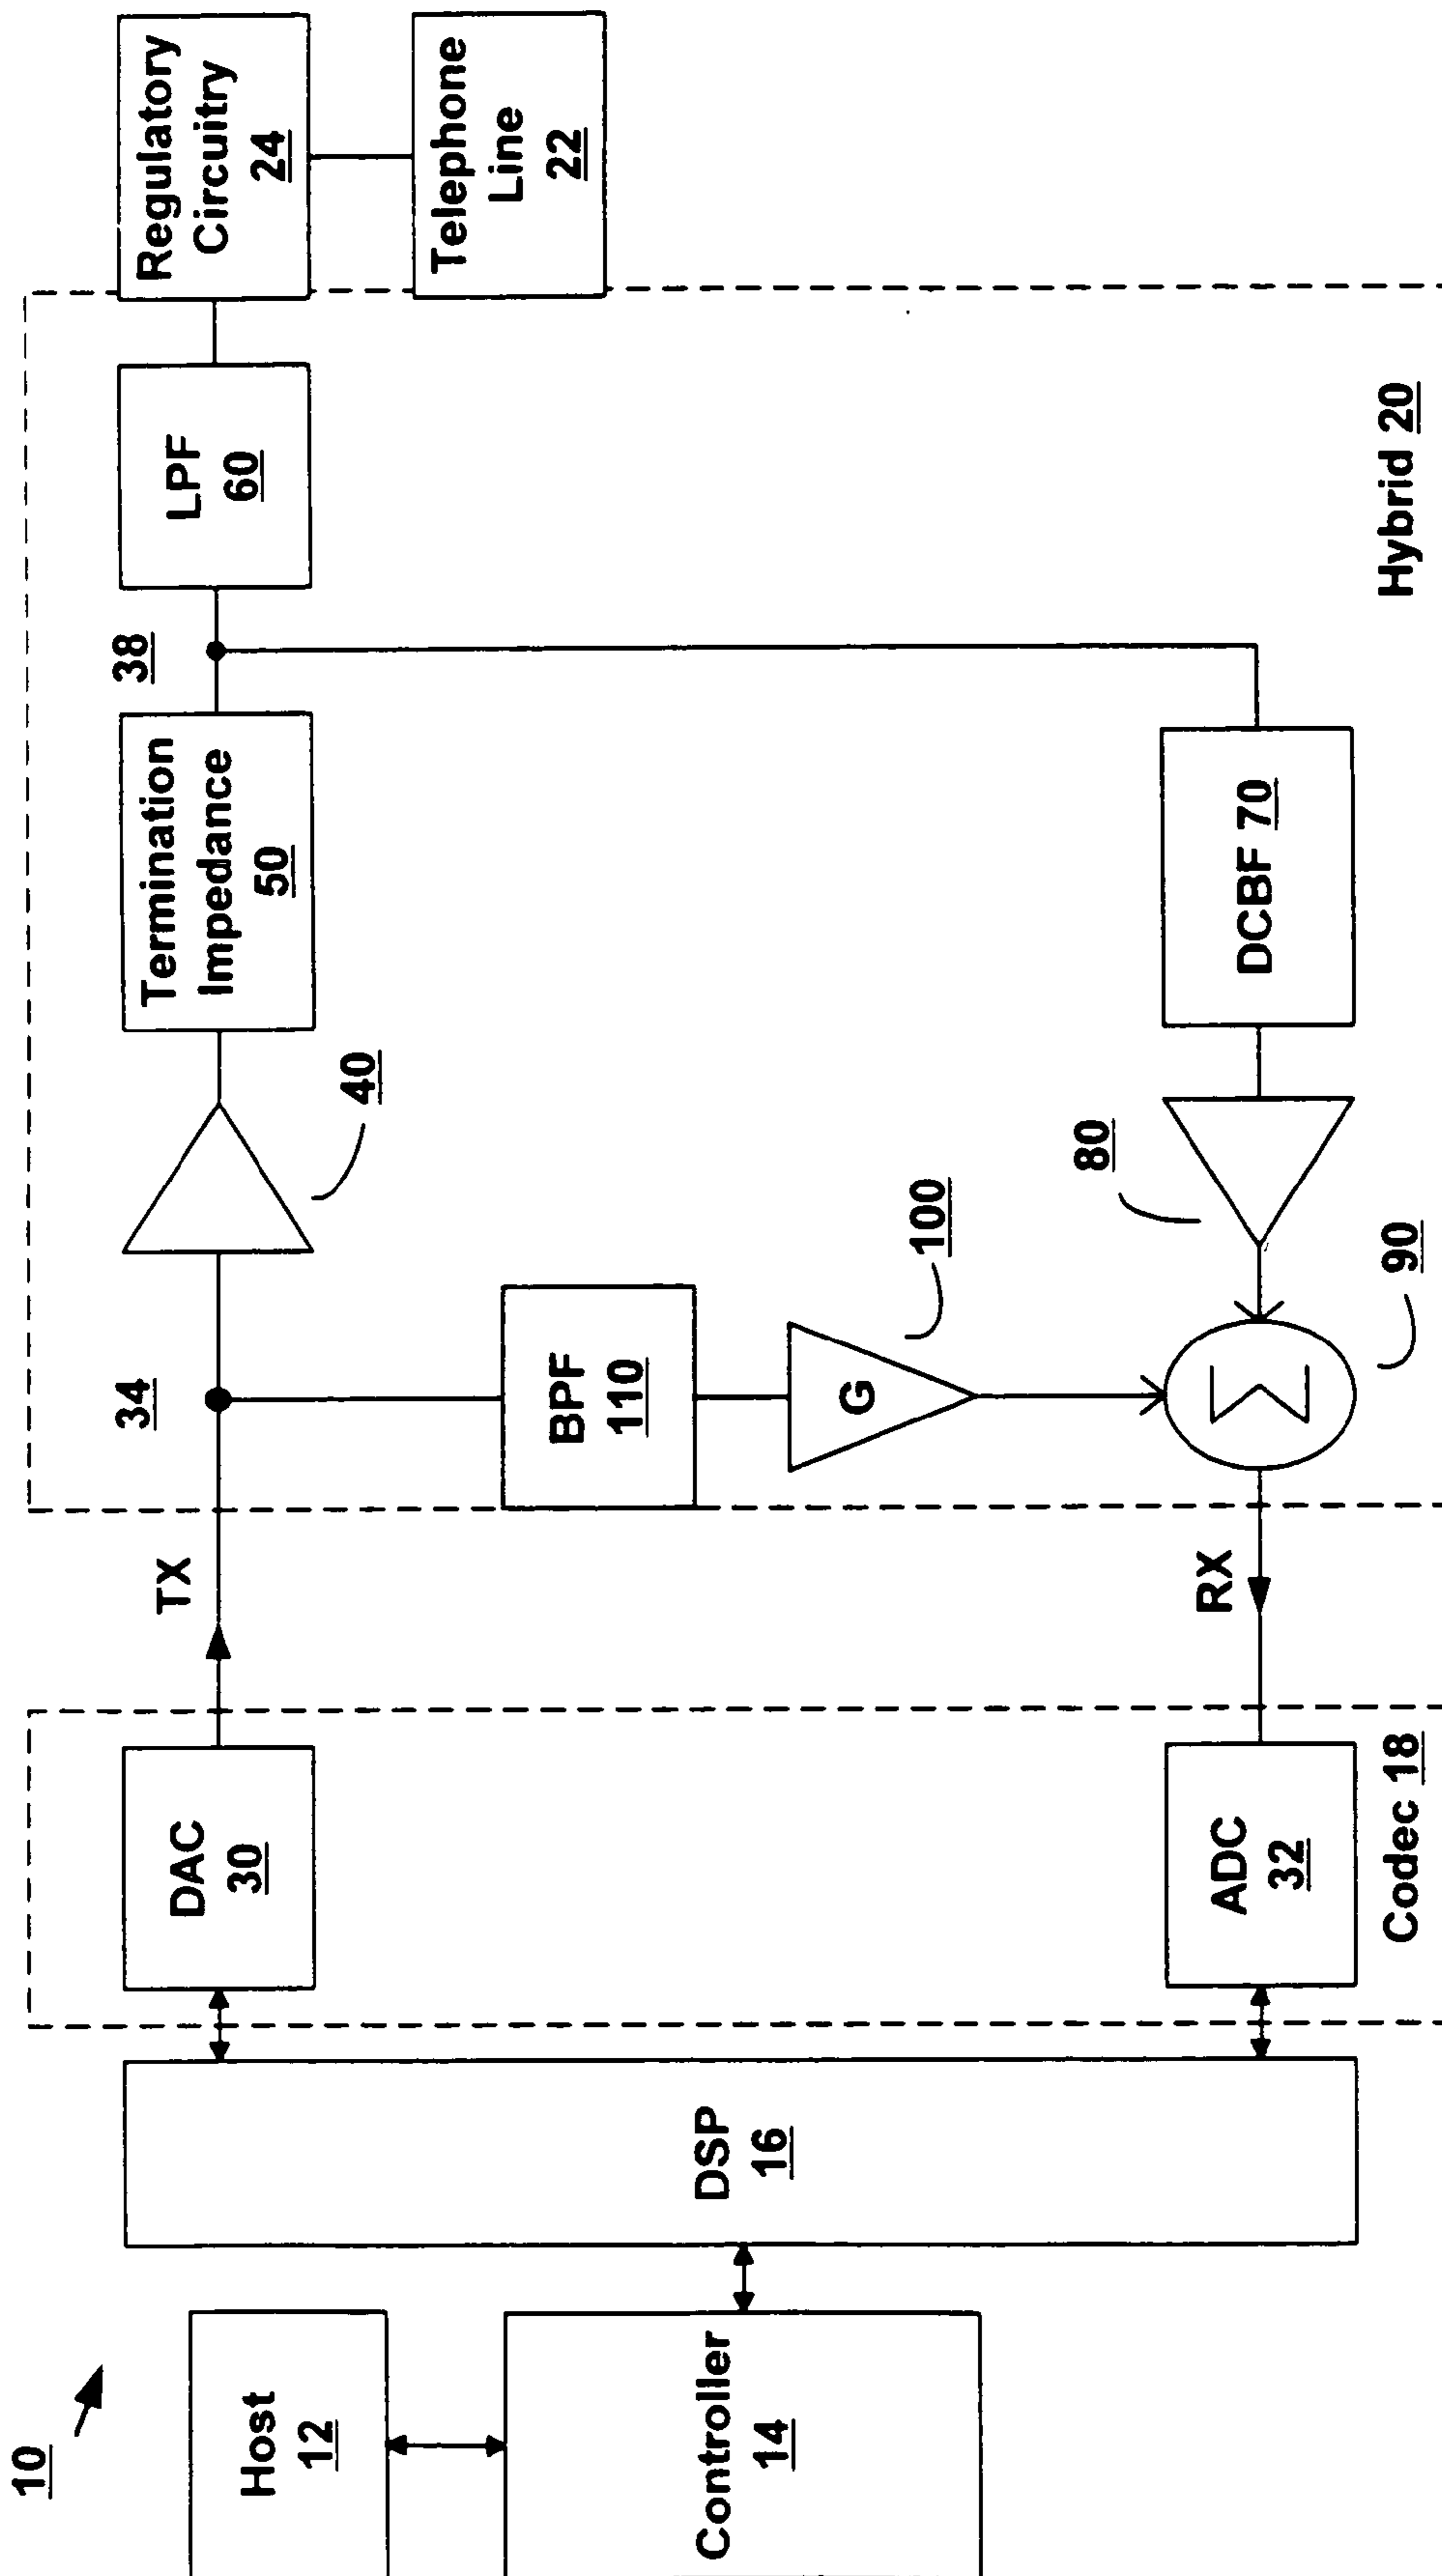 10
Host
12
Controller
14
DSP
16
DAC
30
ADC
32
Codec 18
TX
RX
34
BPF
110
G
100
40
Σ
90
80
Termination
Impedance
50
DCBF 70
38
LPF
60
Hybrid 20
Regulatory
Circuitry
24
Telephone
Line
22